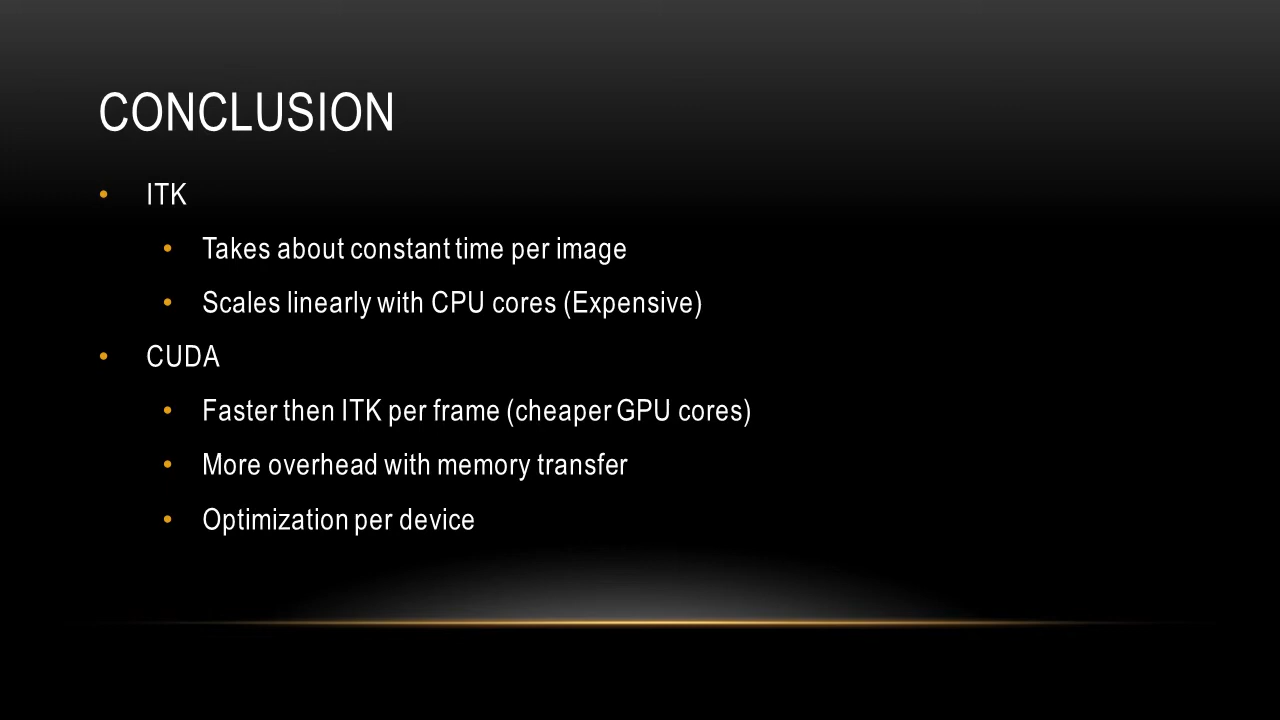 CONCLUSION
• ITK
• Takes about constant time per image
• Scales linearly with CPU cores (Expensive)
• CUDA
• Faster then ITK per frame (cheaper GPU cores)
• More overhead with memory transfer
• Optimization per device